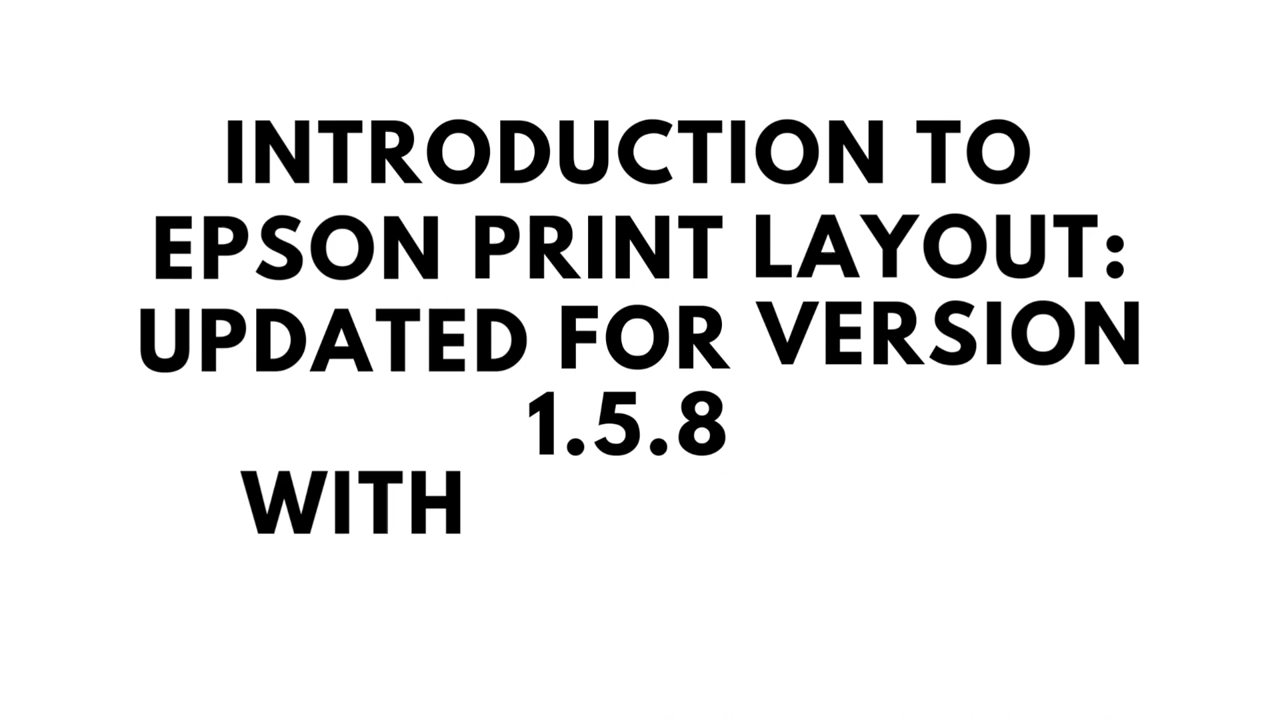 INTRODUCTION TO
EPSON PRINT LAYOUT:
UPDATED FOR VERSION
1.5.8
WITH